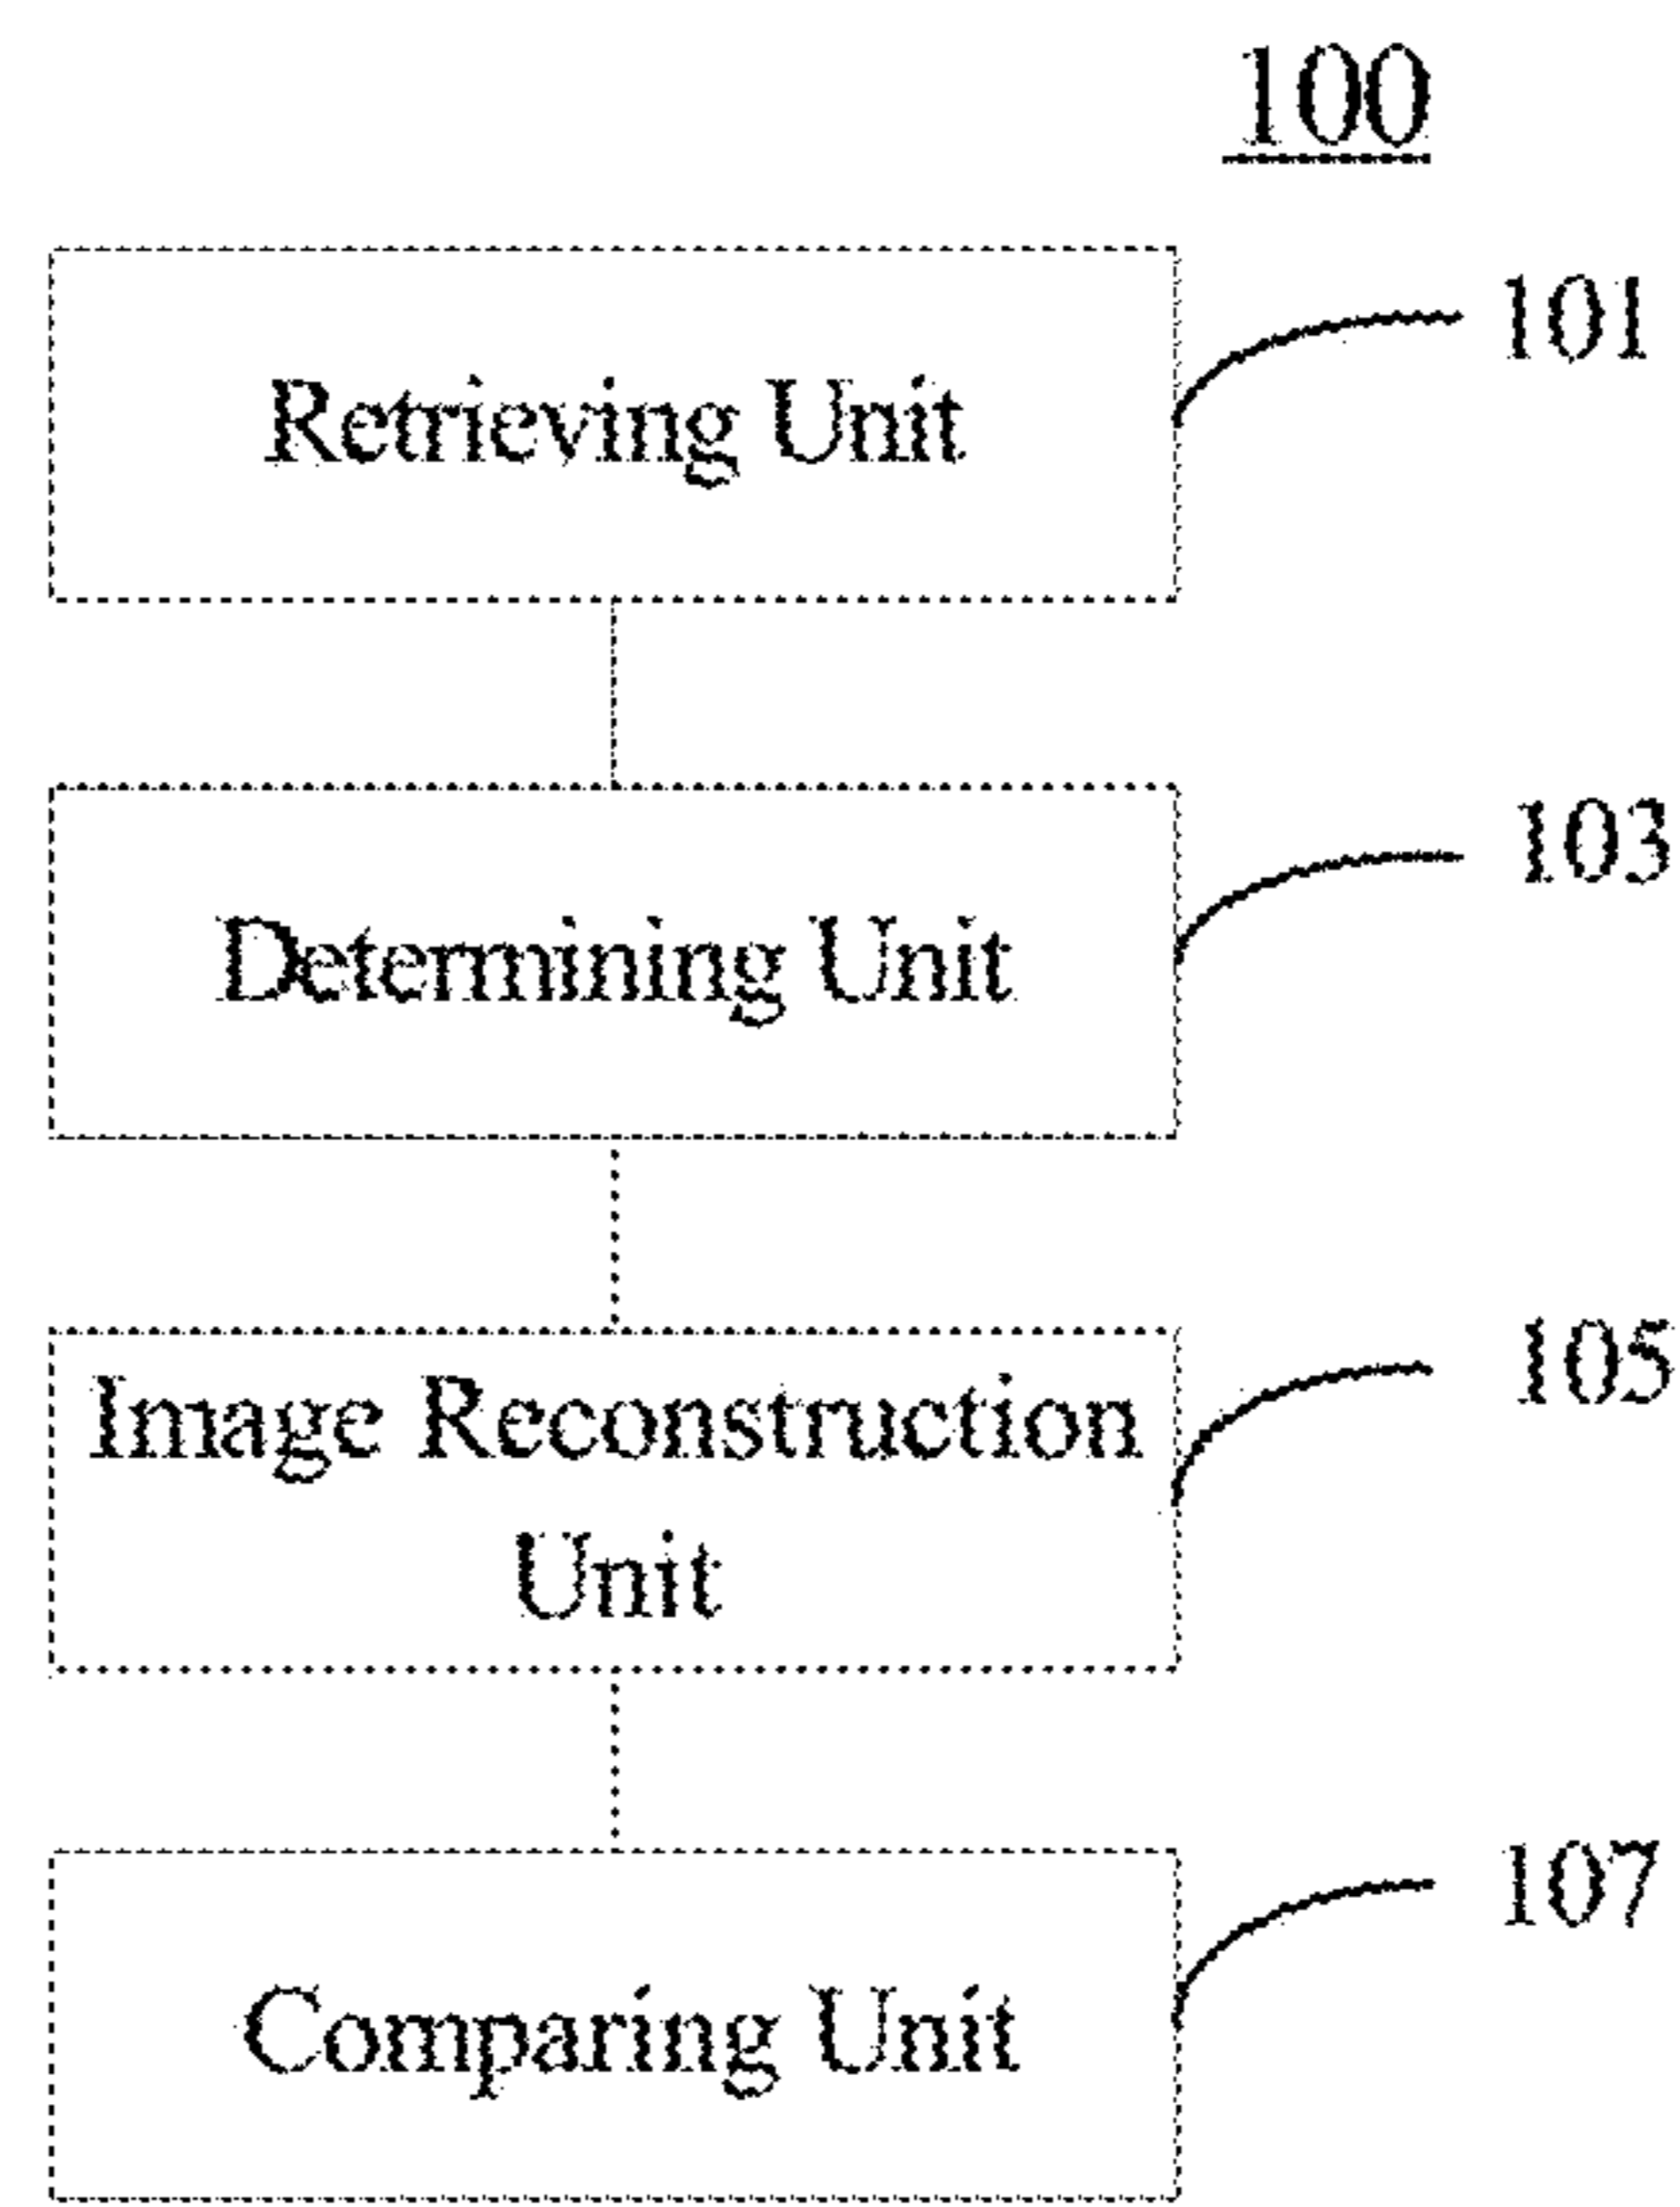 100
Retrieving Unit
101
Determining Unit
103
Image Reconstruction
Unit
105
Comparing Unit
107